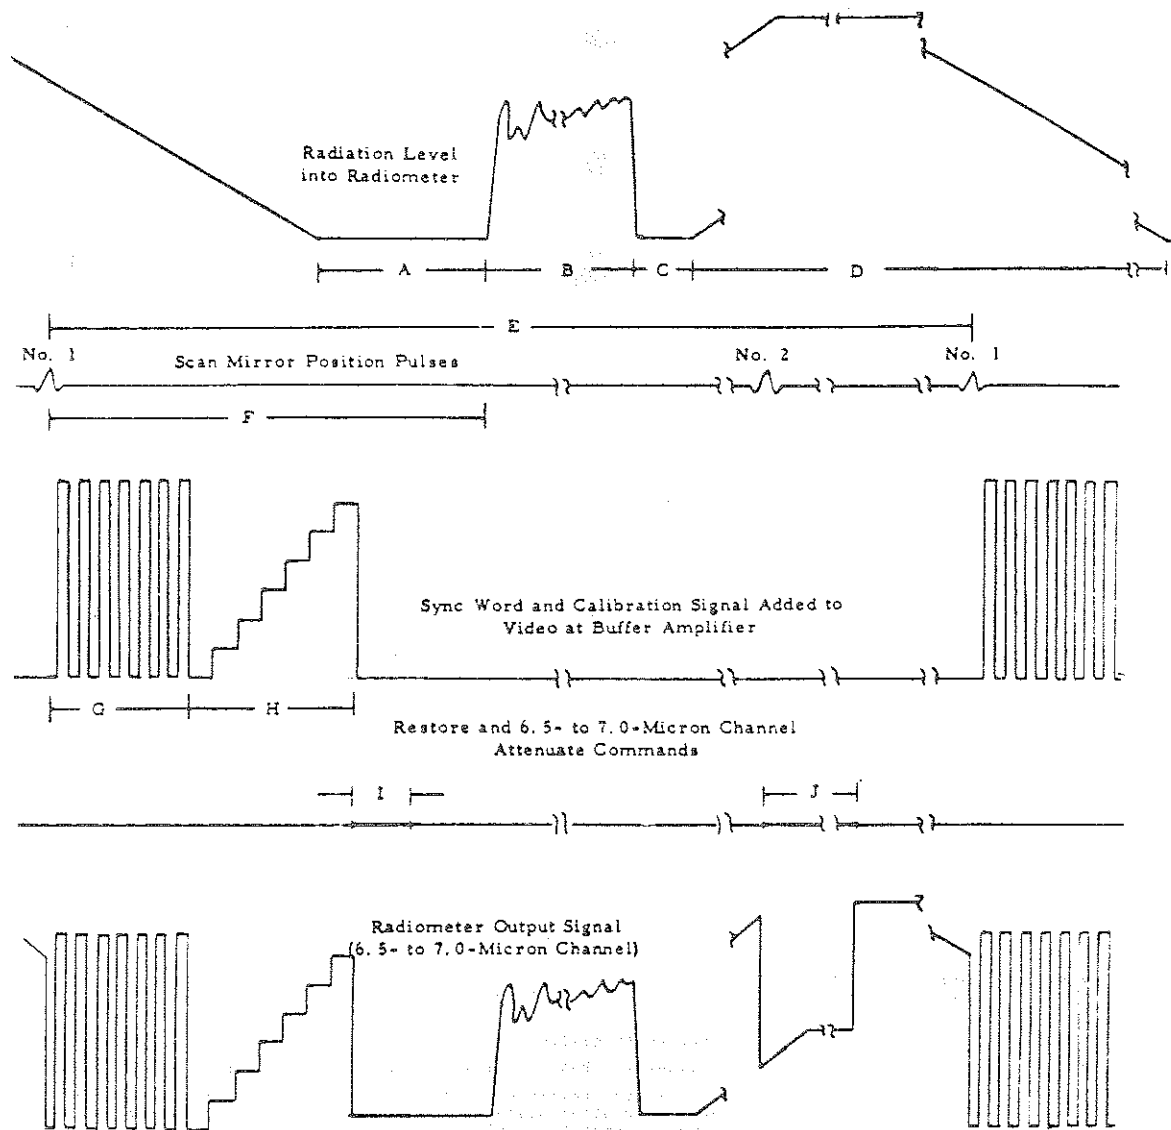 Radiation Level
into Radiometer
A
B
C
D
E
No. 1
Scan Mirror Position Pulses
No. 2
No. 1
F
Sync Word and Calibration Signal Added to
Video at Buffer Amplifier
G
H
Restore and 6.5- to 7.0-Micron Channel
Attenuate Commands
I
J
Radiometer Output Signal
(6.5- to 7.0-Micron Channel)